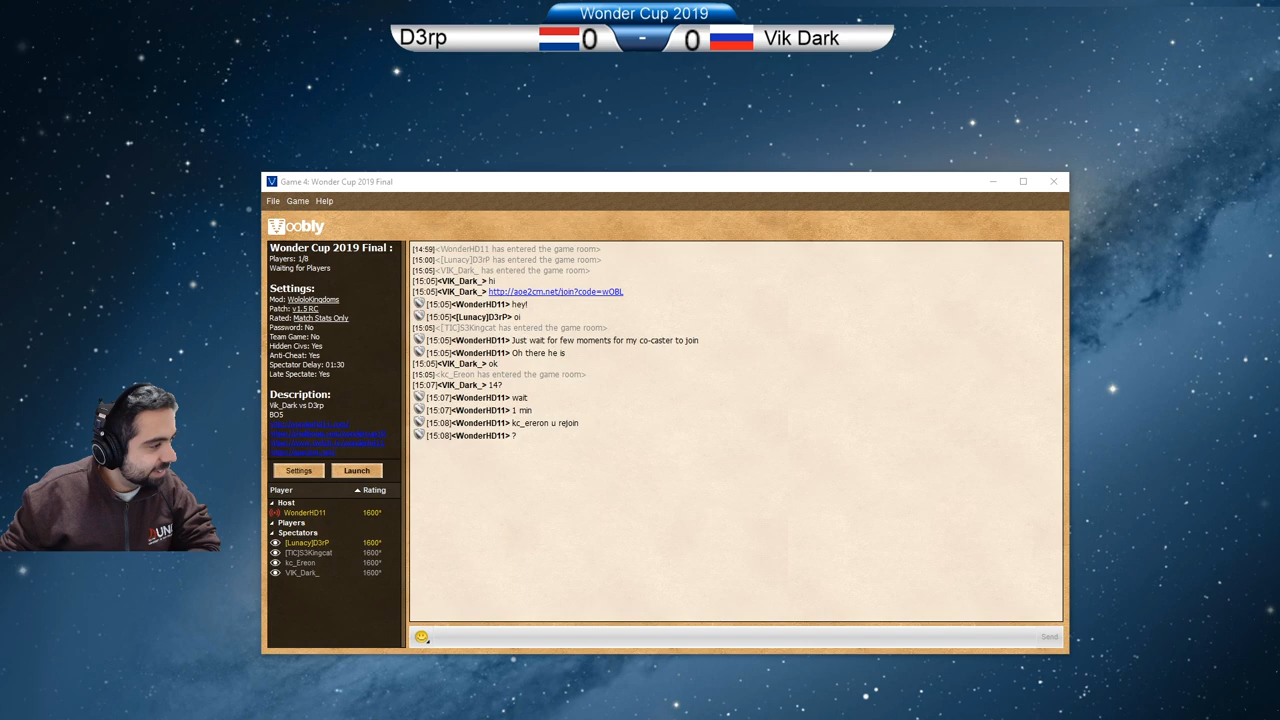 Wonder Cup 2019
D3rp 0 - 0 Vik Dark
Game 4: Wonder Cup 2019 Final
File Game Help
Voobly
Wonder Cup 2019 Final :
Players: 1/8
Waiting for Players
Settings:
Mod: WololoKingdoms
Patch: v1.5 RC
Rated: Match Stats Only
Password: No
Team Game: No
Hidden Civs: Yes
Anti-Cheat: Yes
Spectator Delay: 01:30
Late Spectate: Yes
Description:
Vik_Dark vs D3rp
BO5
Settings Launch
Player Rating
Host
WonderHD11 1600*
Players
Spectators
[Lunacy]D3rP 1600*
[TIC]S3Kingcat 1600*
kc_Ereon 1600*
VIK_Dark_ 1600*
[14:59]<WonderHD11 has entered the game room>
[15:00]<[Lunacy]D3rP has entered the game room>
[15:05]<VIK_Dark_ has entered the game room>
[15:05]<VIK_Dark_> hi
[15:05]<VIK_Dark_> http://aoe2cm.net/join?code=wOBL
[15:05]<WonderHD11> hey!
[15:05]<[Lunacy]D3rP> oi
[15:05]<[TIC]S3Kingcat has entered the game room>
[15:05]<WonderHD11> Just wait for few moments for my co-caster to join
[15:05]<WonderHD11> Oh there he is
[15:05]<VIK_Dark_> ok
[15:05]<kc_Ereon has entered the game room>
[15:07]<VIK_Dark_> 14?
[15:07]<WonderHD11> wait
[15:07]<WonderHD11> 1 min
[15:08]<WonderHD11> kc_ereron u rejoin
[15:08]<WonderHD11> ?
Send